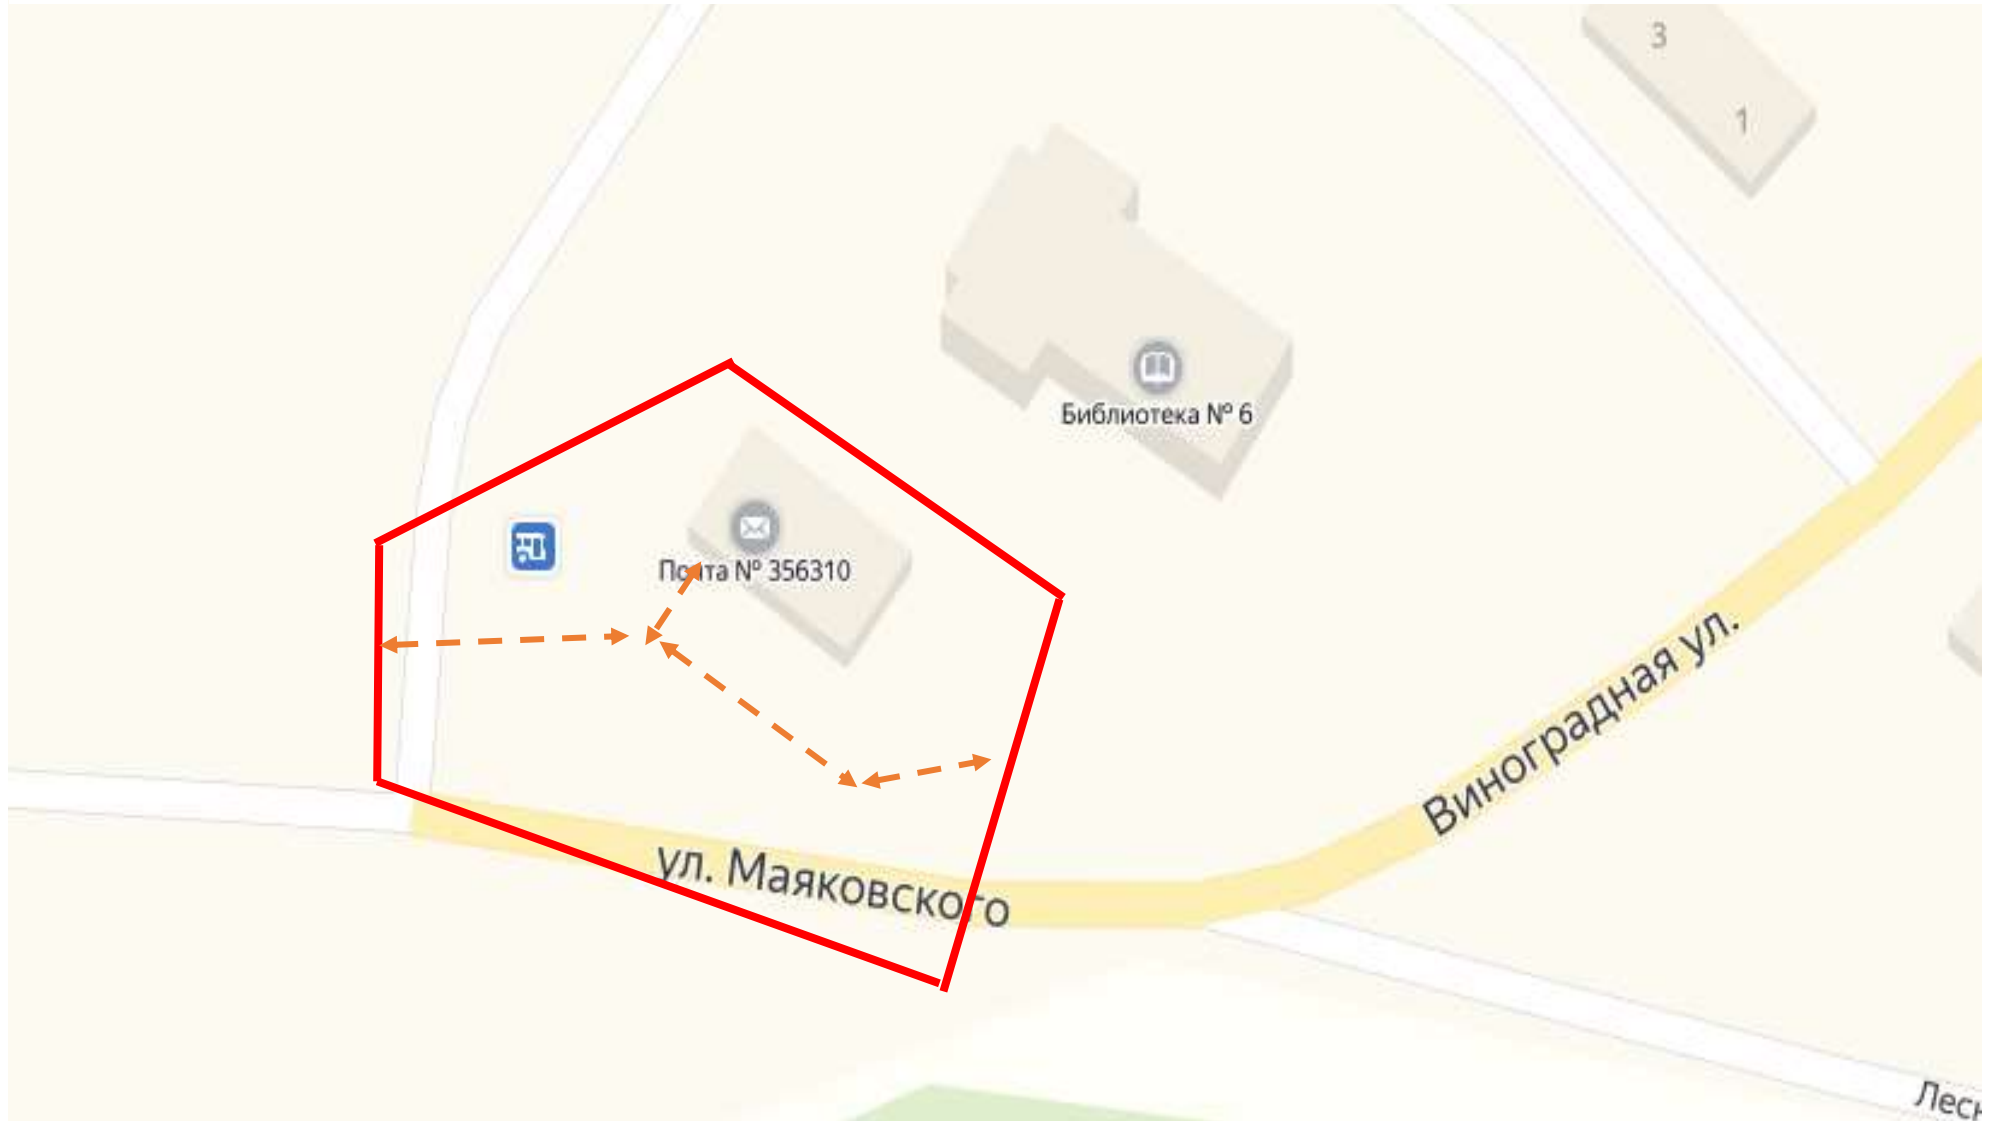 3
1
Библиотека № 6
Почта № 356310
Виноградная ул.
ул. Маяковского